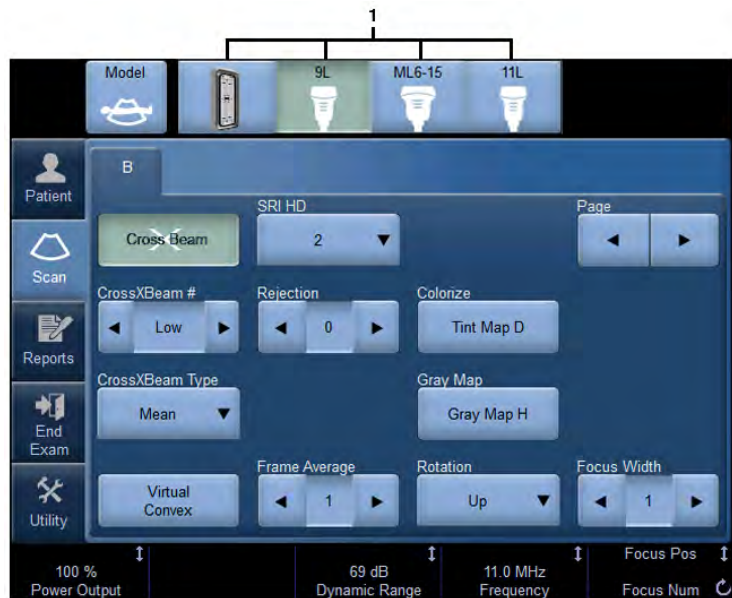 1
Model
9L
ML6-15
11L
Patient
B
SRI HD
Page
Cross Beam
2
Scan
CrossXBeam #
Rejection
Colorize
Low
0
Tint Map D
Reports
CrossXBeam Type
Gray Map
Mean
Gray Map H
End
Exam
Frame Average
Rotation
Focus Width
Virtual
Convex
1
Up
1
Utility
100 %
Power Output
69 dB
Dynamic Range
11.0 MHz
Frequency
Focus Pos
Focus Num